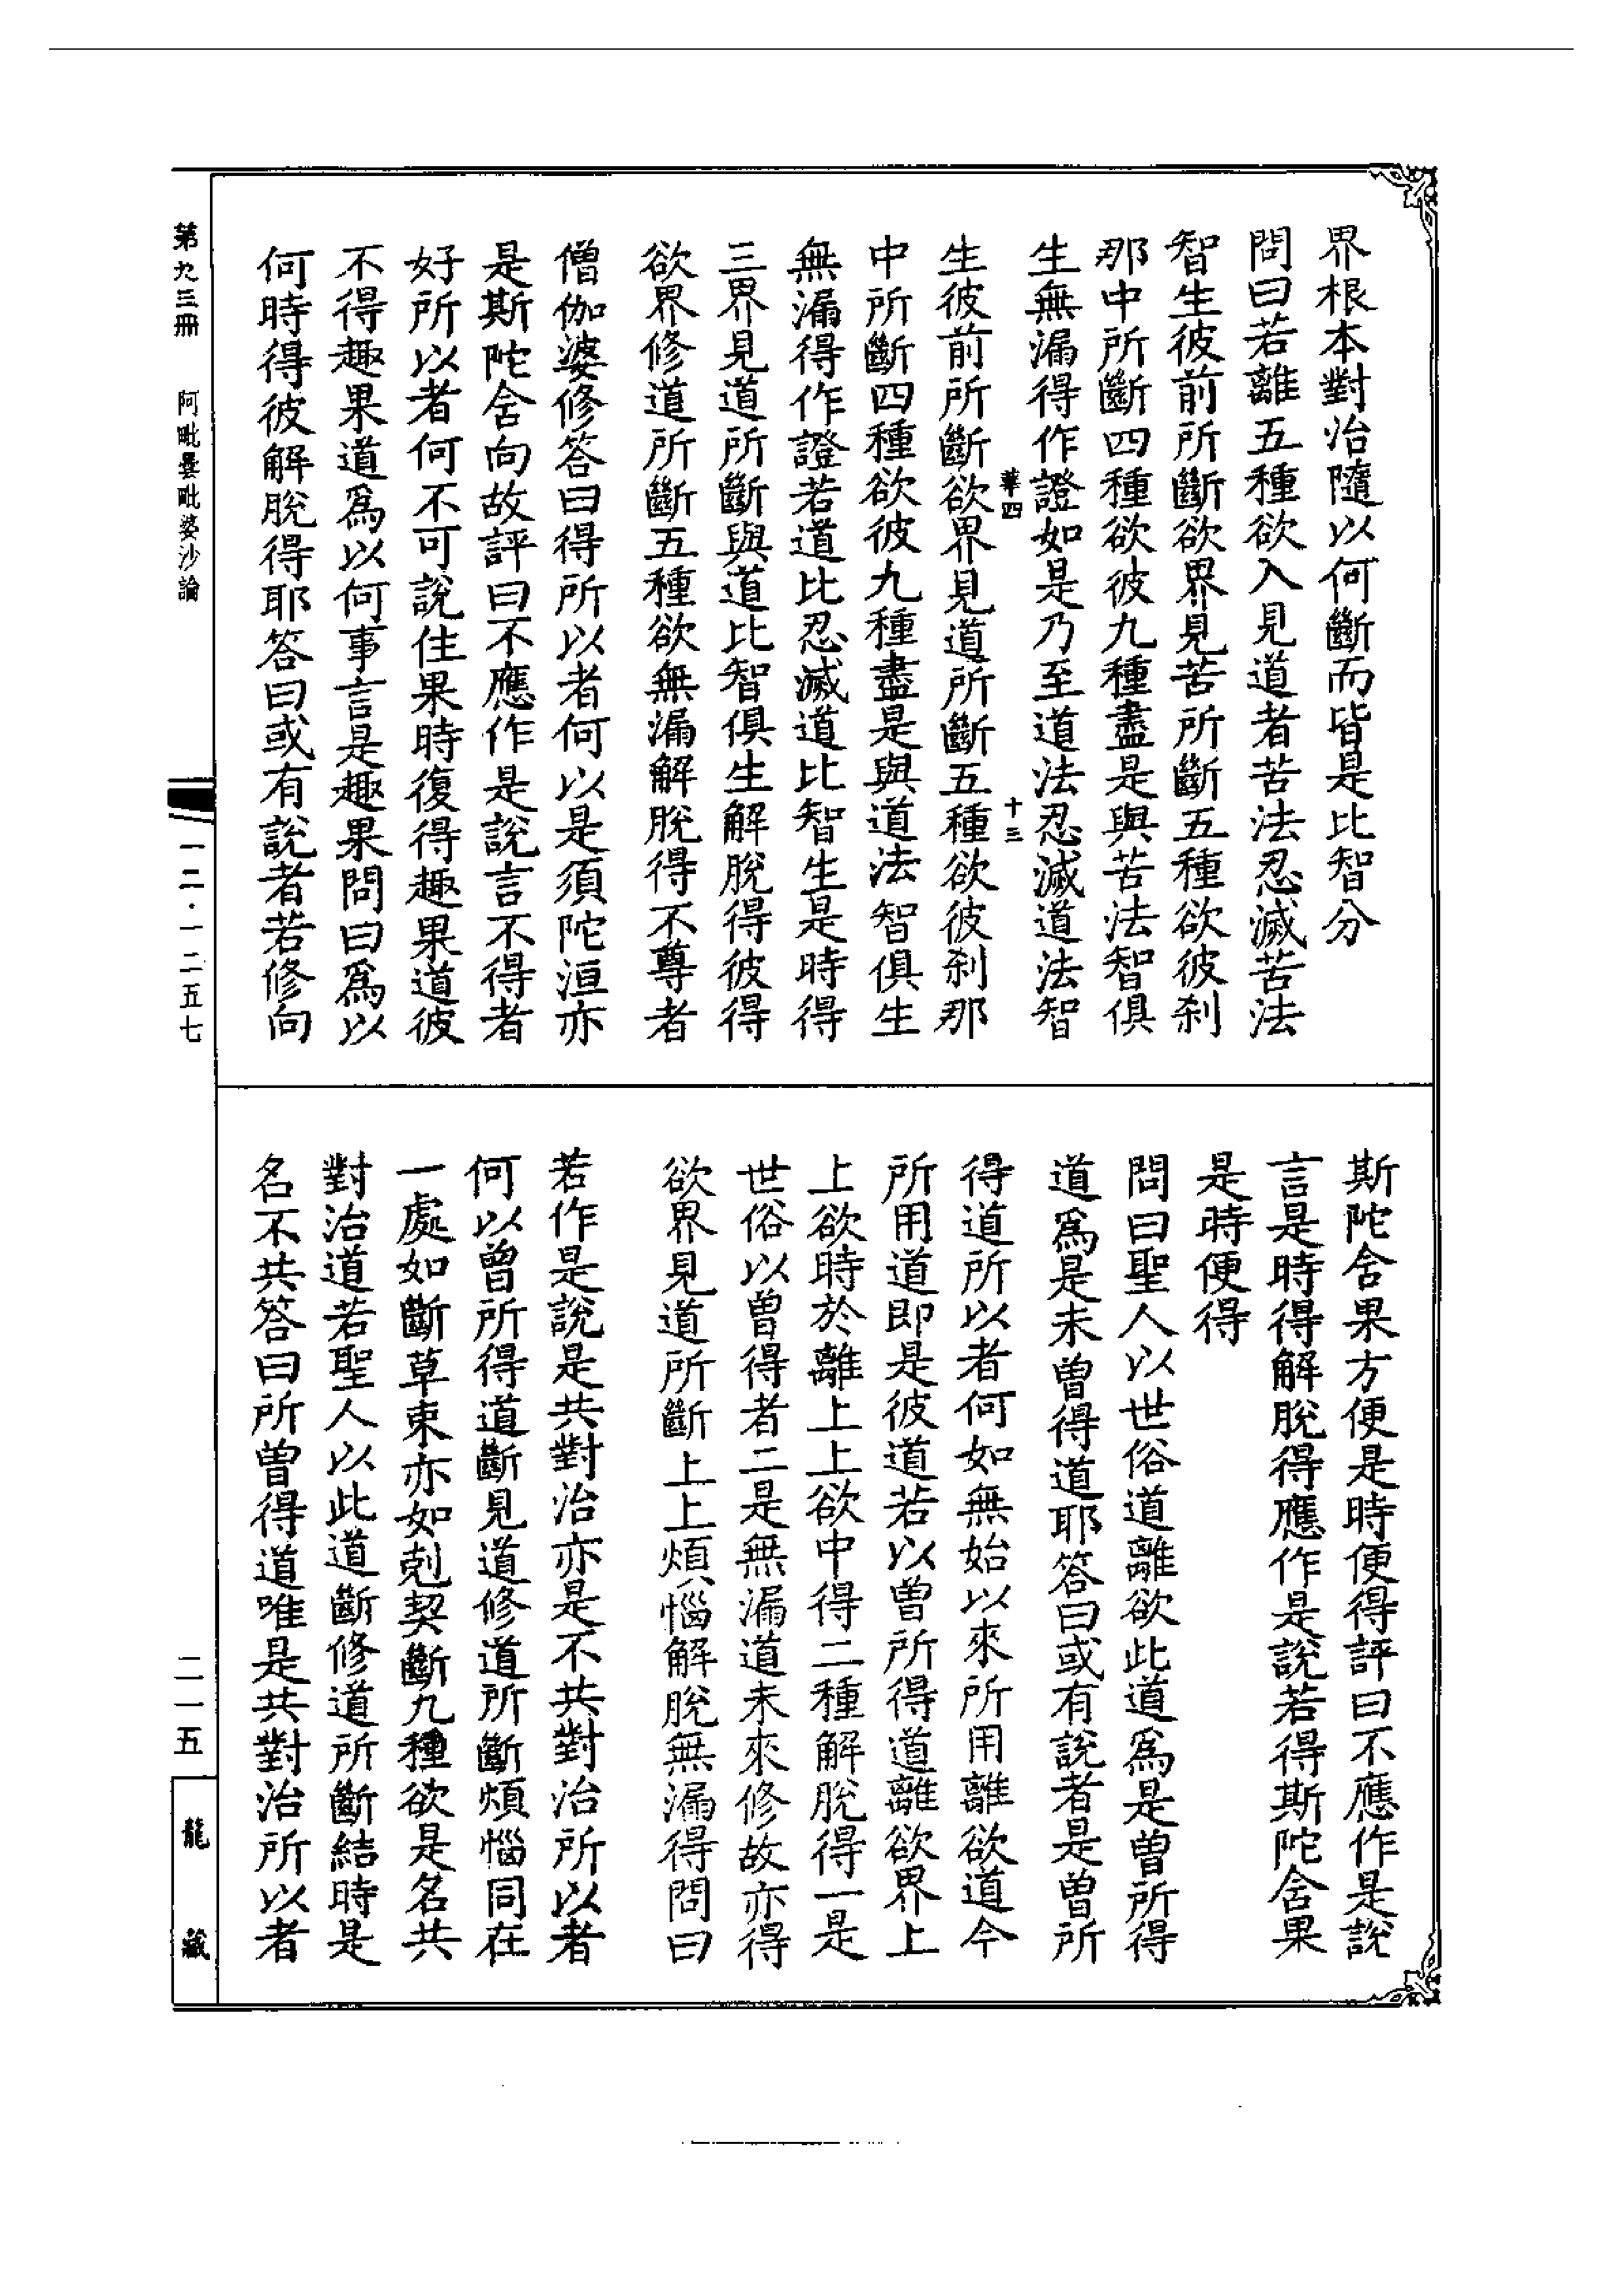 界根本對治隨以何斷而皆是比智分
問曰若離五種欲入見道者苦法忍滅苦法
智生彼前所斷欲界見苦所斷五種欲彼剎
那中所斷四種欲彼九種盡是與苦法智俱
生無漏得作證如是乃至道法忍滅道法智
華四 十三
生彼前所斷欲界見道所斷五種欲彼剎那
中所斷四種欲彼九種盡是與道法智俱生
無漏得作證若道比忍滅道比智生是時得
三界見道所斷與道比智俱生解脫得彼得
欲界修道所斷五種欲無漏解脫得不尊者
僧伽婆修答曰得所以者何以是須陀洹亦
是斯陀含向故評曰不應作是說言不得者
好所以者何不可說住果時復得趣果道彼
不得趣果道爲以何事言是趣果問曰爲以
何時得彼解脫得耶答曰或有說者若修向
斯陀含果方便是時便得評曰不應作是說
言是時得解脫得應作是說若得斯陀含果
是時便得
問曰聖人以世俗道離欲此道爲是曾所得
道爲是未曾得道耶答曰或有說者是曾所
得道所以者何如無始以來所用離欲道今
所用道即是彼道若以曾所得道離欲界上
上欲時於離上上欲中得二種解脫得一是
世俗以曾得者二是無漏道未來修故亦得
欲界見道所斷上上煩惱解脫無漏得問曰
若作是說是共對治亦是不共對治所以者
何以曾所得道斷見道修道所斷煩惱同在
一處如斷草束亦如剋契斷九種欲是名共
對治道若聖人以此道斷修道所斷結時是
名不共答曰所曾得道唯是共對治所以者
第九三冊 阿毗曇毗婆沙論 一二·一二五七 二一五 龍藏